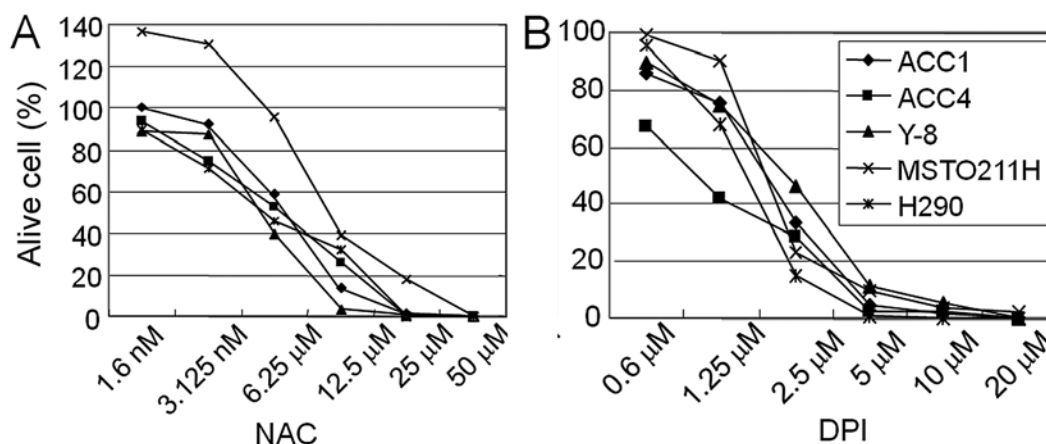 A
Alive cell (%)
140
120
100
80
60
40
20
0
1.6 nM
3.125 nM
6.25 µM
12.5 µM
25 µM
50 µM
NAC
B
100
80
60
40
20
0
0.6 µM
1.25 µM
2.5 µM
5 µM
10 µM
20 µM
DPI
ACC1
ACC4
Y-8
MSTO211H
H290